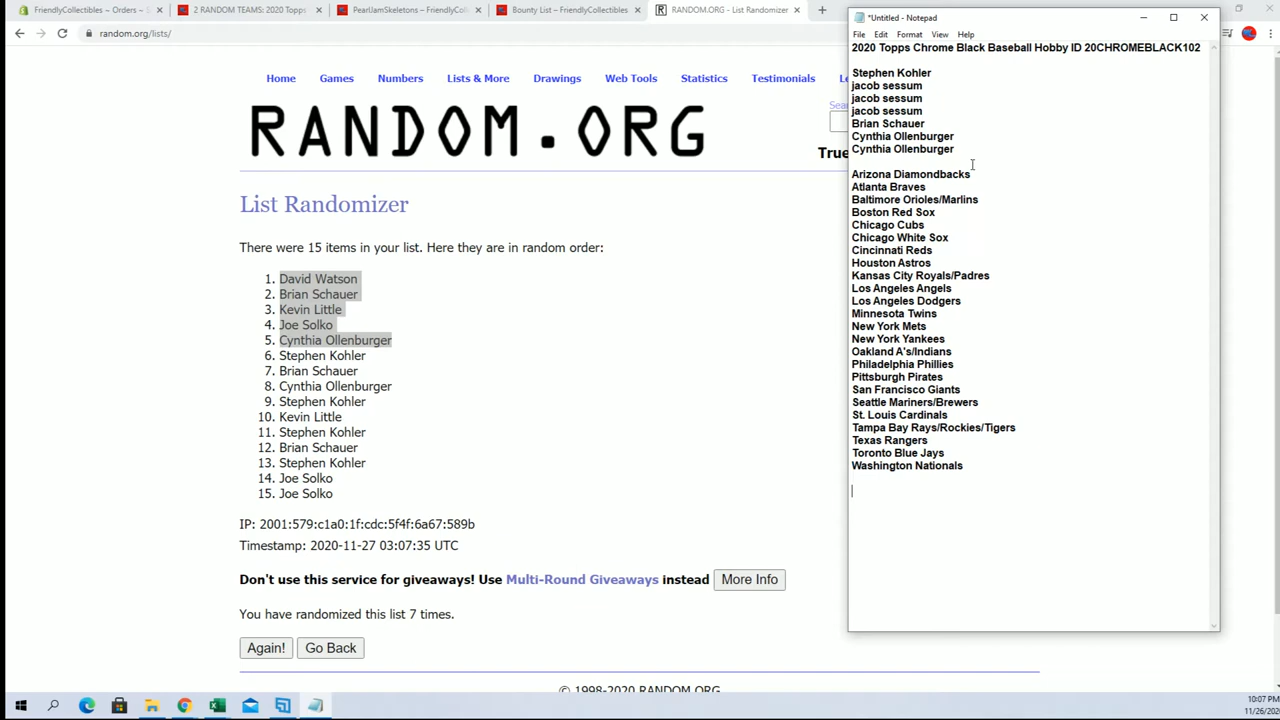 FriendlyCollectibles – Orders –
2 RANDOM TEAMS: 2020 Topps
PearlJamSkeletons – FriendlyCol
Bounty List – FriendlyCollectibles
RANDOM.ORG - List Randomizer
random.org/lists/
Home
Games
Numbers
Lists & More
Drawings
Web Tools
Statistics
Testimonials
RANDOM.ORG
True
List Randomizer
There were 15 items in your list. Here they are in random order:
1. David Watson
2. Brian Schauer
3. Kevin Little
4. Joe Solko
5. Cynthia Ollenburger
6. Stephen Kohler
7. Brian Schauer
8. Cynthia Ollenburger
9. Stephen Kohler
10. Kevin Little
11. Stephen Kohler
12. Brian Schauer
13. Stephen Kohler
14. Joe Solko
15. Joe Solko
IP: 2001:579:c1a0:1f:cdc:5f4f:6a67:589b
Timestamp: 2020-11-27 03:07:35 UTC
Don't use this service for giveaways! Use Multi-Round Giveaways instead More Info
You have randomized this list 7 times.
Again! Go Back
© 1998-2020 RANDOM.ORG
*Untitled - Notepad
File Edit Format View Help
2020 Topps Chrome Black Baseball Hobby ID 20CHROMEBLACK102
Stephen Kohler
jacob sessum
jacob sessum
jacob sessum
Brian Schauer
Cynthia Ollenburger
Cynthia Ollenburger
Arizona Diamondbacks
Atlanta Braves
Baltimore Orioles/Marlins
Boston Red Sox
Chicago Cubs
Chicago White Sox
Cincinnati Reds
Houston Astros
Kansas City Royals/Padres
Los Angeles Angels
Los Angeles Dodgers
Minnesota Twins
New York Mets
New York Yankees
Oakland A's/Indians
Philadelphia Phillies
Pittsburgh Pirates
San Francisco Giants
Seattle Mariners/Brewers
St. Louis Cardinals
Tampa Bay Rays/Rockies/Tigers
Texas Rangers
Toronto Blue Jays
Washington Nationals
10:07 PM